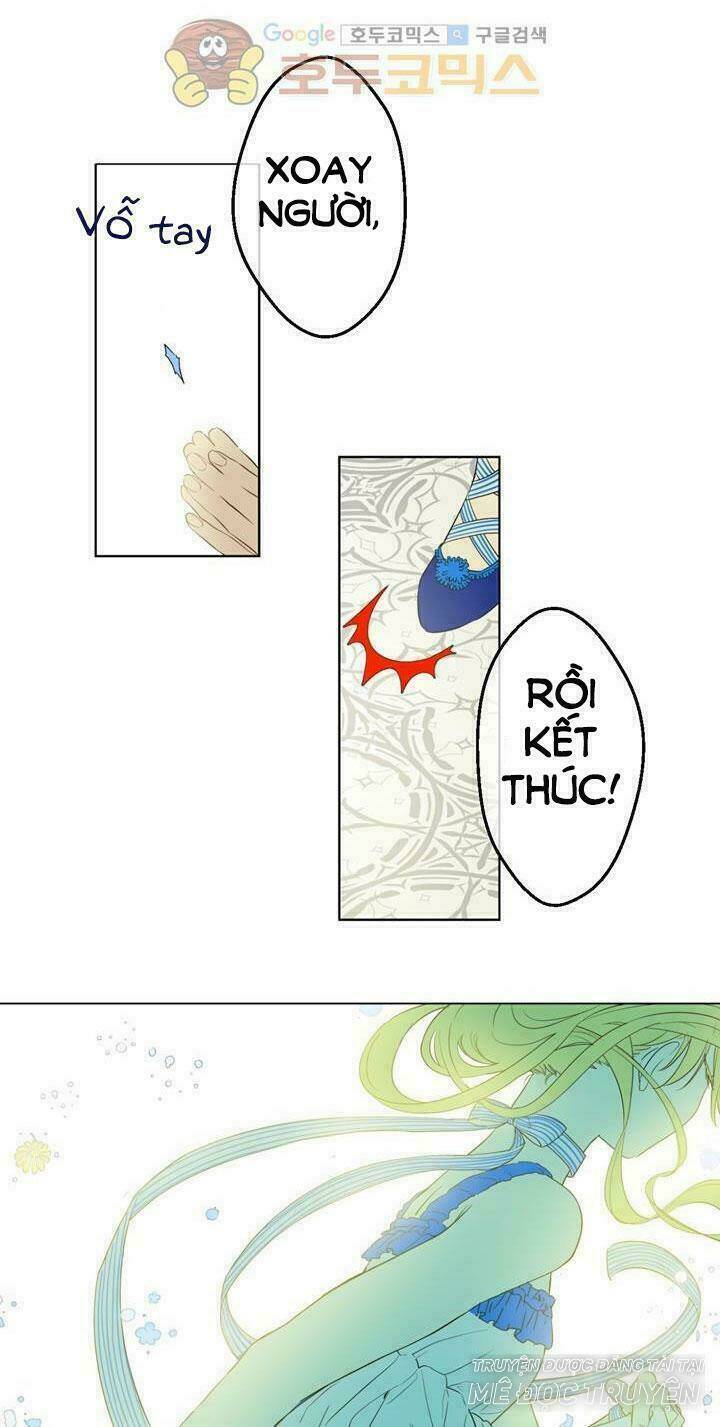 Google 호두코믹스 구글검색
호두코믹스
XOAY
NGƯỜI,
Vỗ tay
RỒI
KẾT
THÚC!
TRUYỆN ĐƯỢC ĐĂNG TẢI TẠI
MÊ ĐỌC TRUYỆN